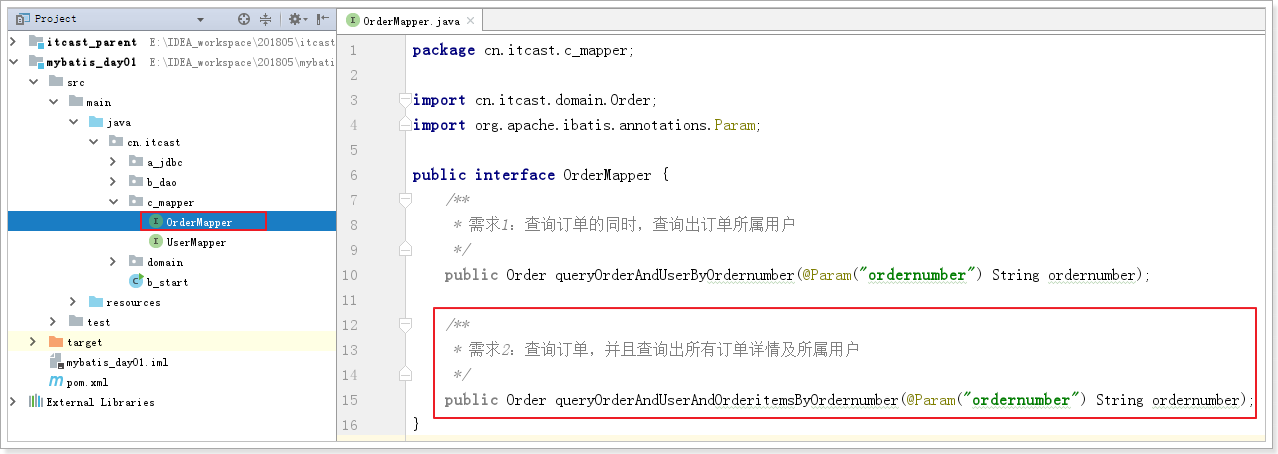 Project
itcast_parent E:\IDEA_workspace\201805\itcast
mybatis_day01 E:\IDEA_workspace\201805\mybati
src
main
java
cn.itcast
a_jdbc
b_dao
c_mapper
OrderMapper
UserMapper
domain
b_start
resources
test
target
mybatis_day01.iml
pom.xml
External Libraries
OrderMapper.java
1 package cn.itcast.c_mapper;
2
3 import cn.itcast.domain.Order;
4 import org.apache.ibatis.annotations.Param;
5
6 public interface OrderMapper {
7 /**
8 * 需求1：查询订单的同时，查询出订单所属用户
9 */
10 public Order queryOrderAndUserByOrdernumber(@Param("ordernumber") String ordernumber);
11
12 /**
13 * 需求2：查询订单，并且查询出所有订单详情及所属用户
14 */
15 public Order queryOrderAndUserAndOrderitemsByOrdernumber(@Param("ordernumber") String ordernumber);
16 }